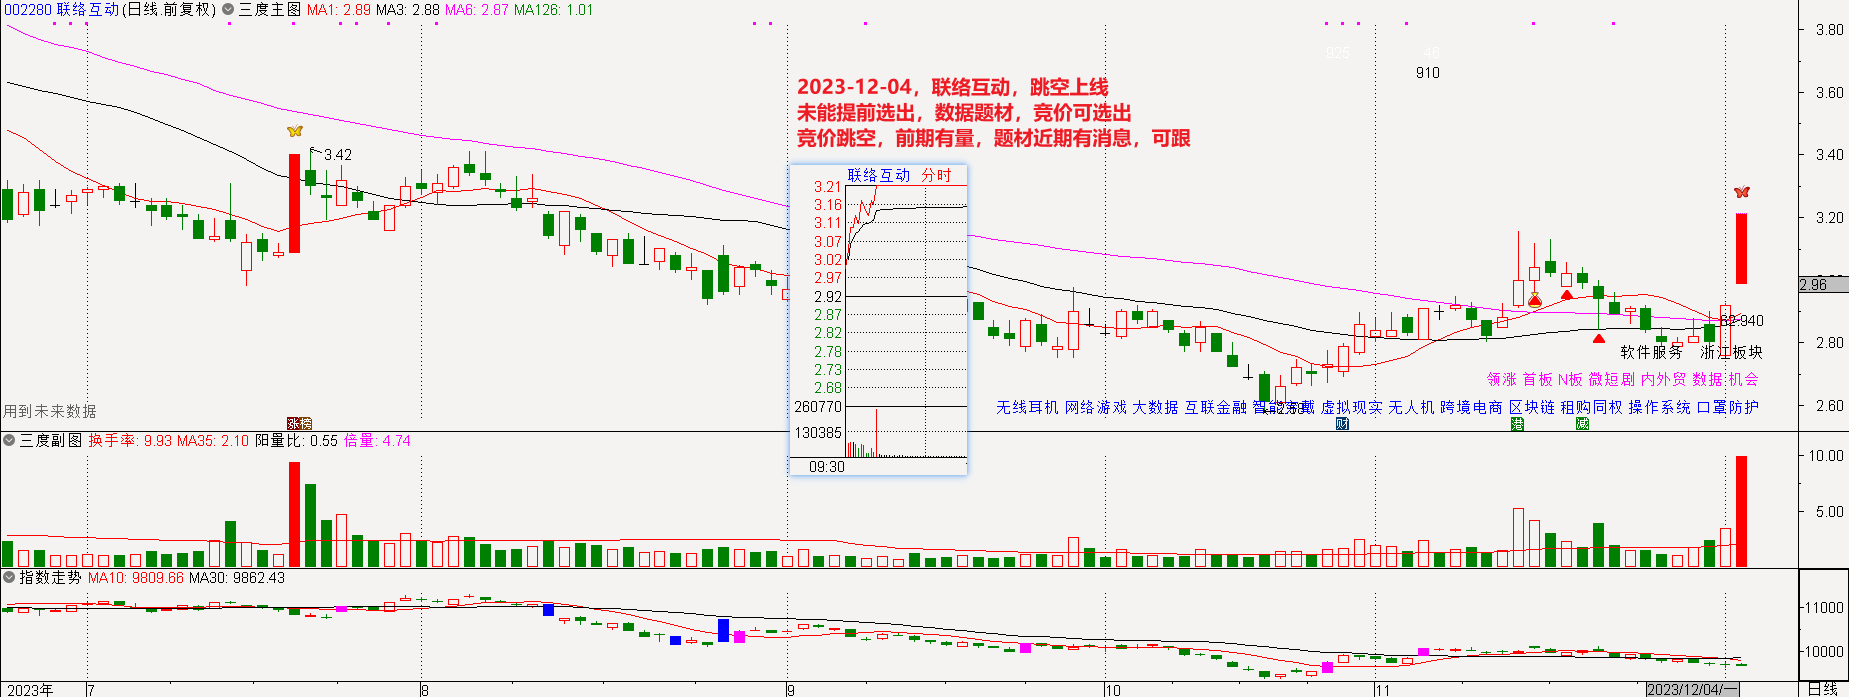 002280 联络互动(日线.前复权) 三度主图 MA1: 2.89 MA3: 2.88 MA6: 2.87 MA126: 1.01
925 46
910
3.80
3.60
3.40
3.20
2.96
2.80
2.60
2023-12-04，联络互动，跳空上线
未能提前选出，数据题材，竞价可选出
竞价跳空，前期有量，题材近期有消息，可跟
3.42
联络互动 分时
3.21
3.16
3.11
3.07
3.02
2.97
2.92
2.87
2.82
2.78
2.73
2.68
260770
130385
09:30
2.940
软件服务 浙江板块
领涨 首板 N板 微短剧 内外贸 数据 机会
无线耳机 网络游戏 大数据 互联金融 智能穿戴 虚拟现实 无人机 跨境电商 区块链 租购同权 操作系统 口罩防护
用到未来数据
涨榜 财 港 减
三度副图 换手率: 9.93 MA35: 2.10 阳量比: 0.55 倍量: 4.74
10.00
5.00
指数走势 MA10: 9809.66 MA30: 9862.43
11000
10000
2023年 7 8 9 10 11 2023/12/04/一 日线